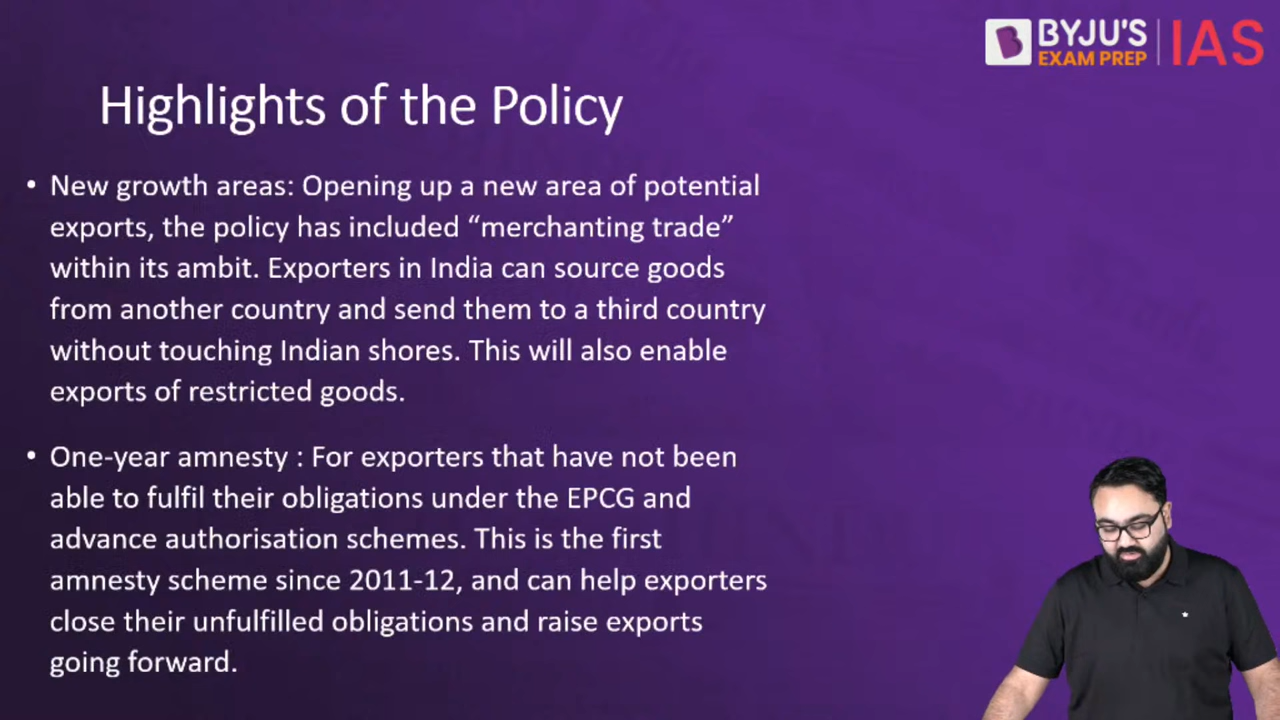 BYJU'S
EXAM PREP
IAS
Highlights of the Policy
• New growth areas: Opening up a new area of potential
exports, the policy has included “merchanting trade”
within its ambit. Exporters in India can source goods
from another country and send them to a third country
without touching Indian shores. This will also enable
exports of restricted goods.
• One-year amnesty : For exporters that have not been
able to fulfil their obligations under the EPCG and
advance authorisation schemes. This is the first
amnesty scheme since 2011-12, and can help exporters
close their unfulfilled obligations and raise exports
going forward.